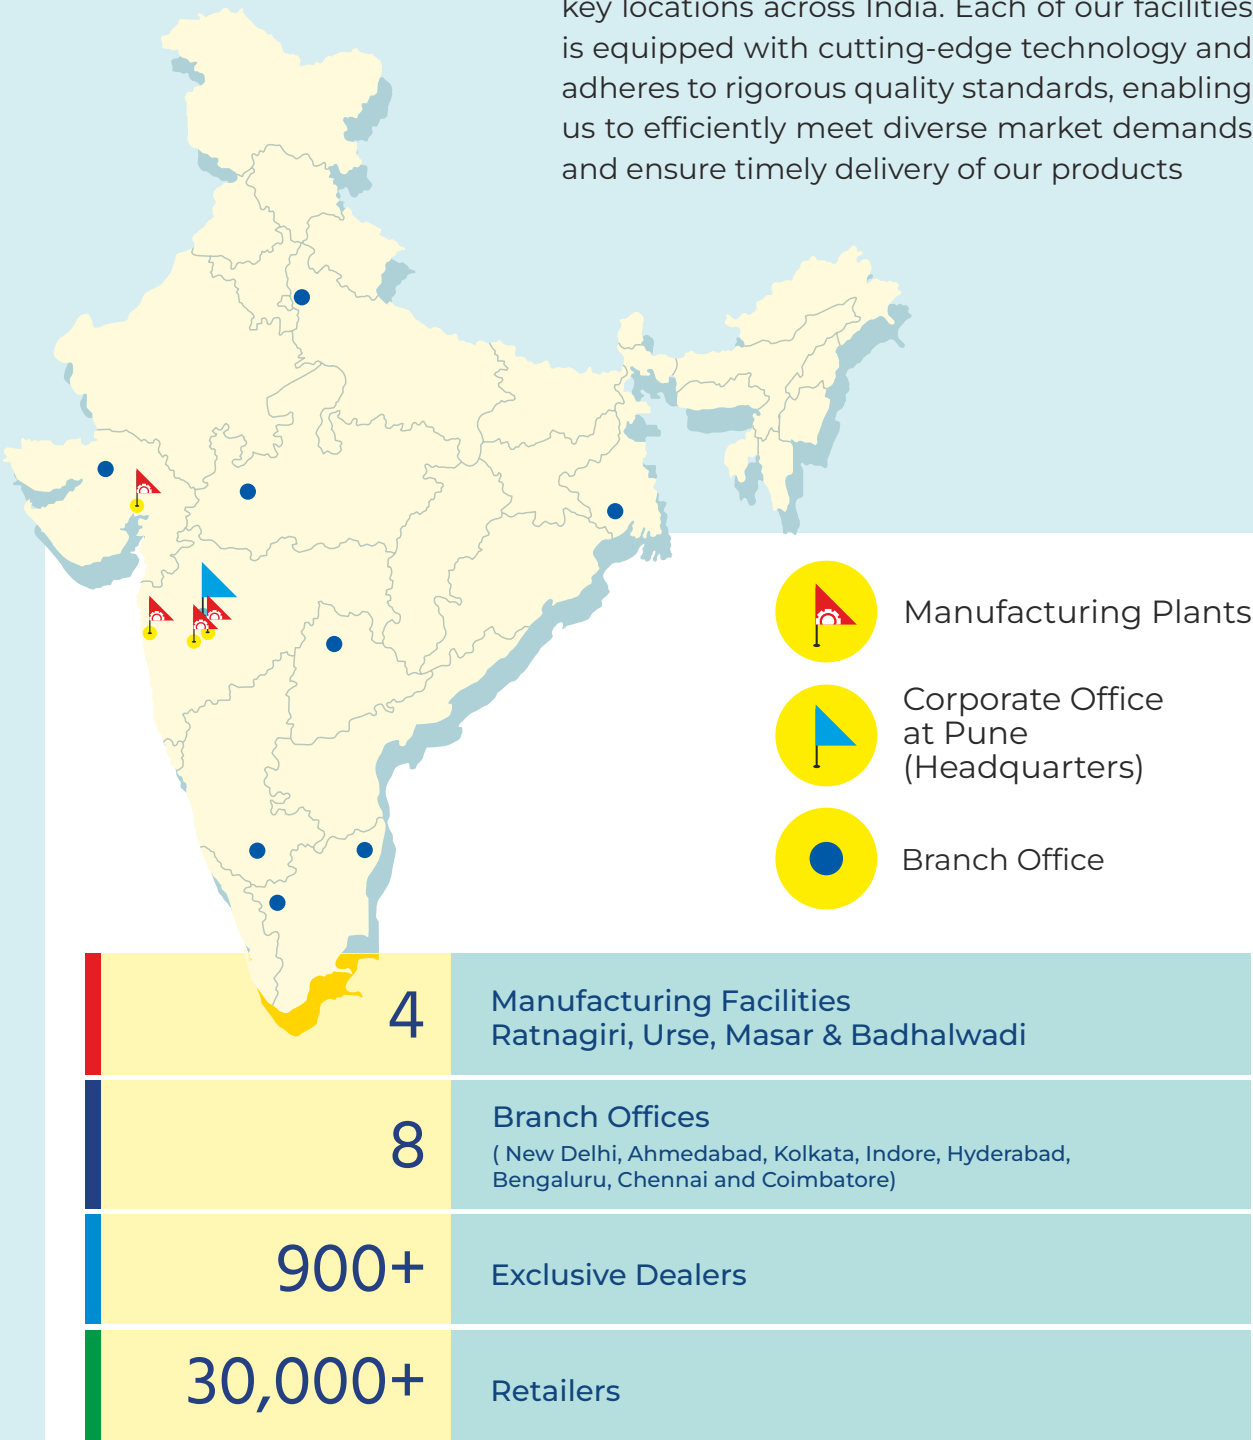 key locations across India. Each of our facilities
is equipped with cutting-edge technology and
adheres to rigorous quality standards, enabling
us to efficiently meet diverse market demands
and ensure timely delivery of our products
Manufacturing Plants
Corporate Office
at Pune
(Headquarters)
Branch Office
4
Manufacturing Facilities
Ratnagiri, Urse, Masar & Badhalwadi
8
Branch Offices
( New Delhi, Ahmedabad, Kolkata, Indore, Hyderabad,
Bengaluru, Chennai and Coimbatore)
900+
Exclusive Dealers
30,000+
Retailers